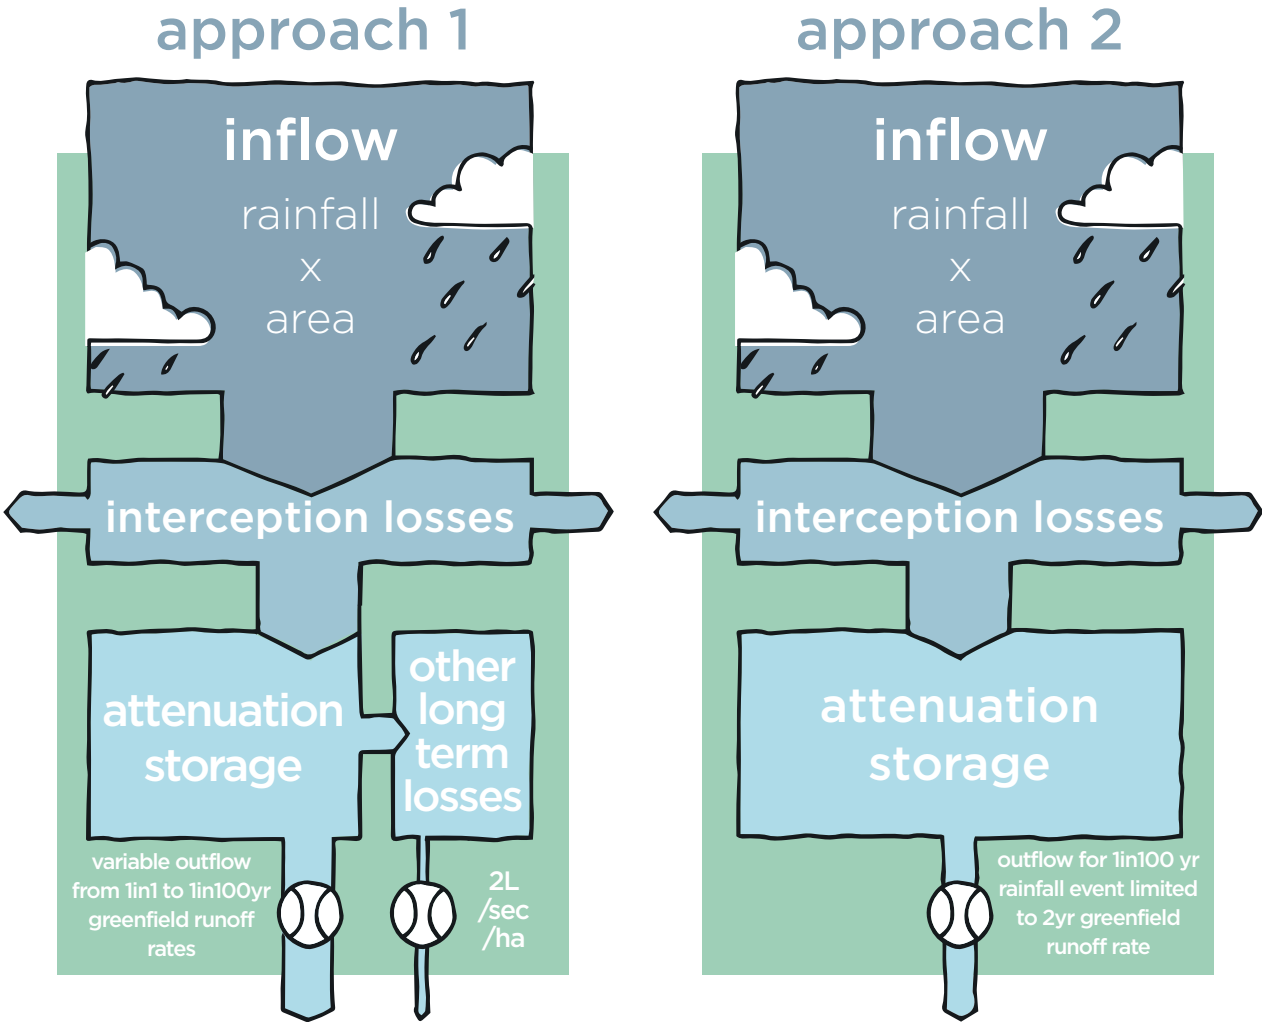 approach 1
inflow
rainfall
x
area
interception losses
attenuation
storage
other
long
term
losses
variable outflow
from 1in1 to 1in100yr
greenfield runoff
rates
2L
/sec
/ha
approach 2
inflow
rainfall
x
area
interception losses
attenuation
storage
outflow for 1in100 yr
rainfall event limited
to 2yr greenfield
runoff rate